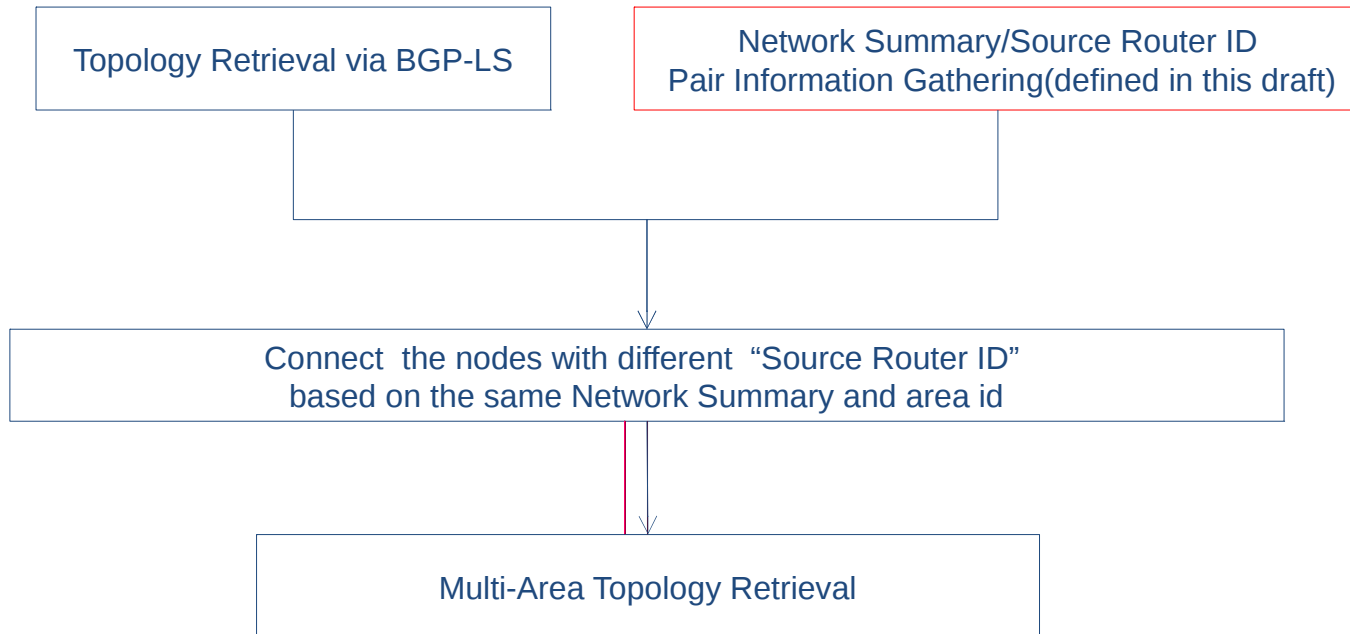 Topology Retrieval via BGP-LS
Network Summary/Source Router ID
Pair Information Gathering(defined in this draft)
Connect  the nodes with different  “Source Router ID”
based on the same Network Summary and area id
Multi-Area Topology Retrieval